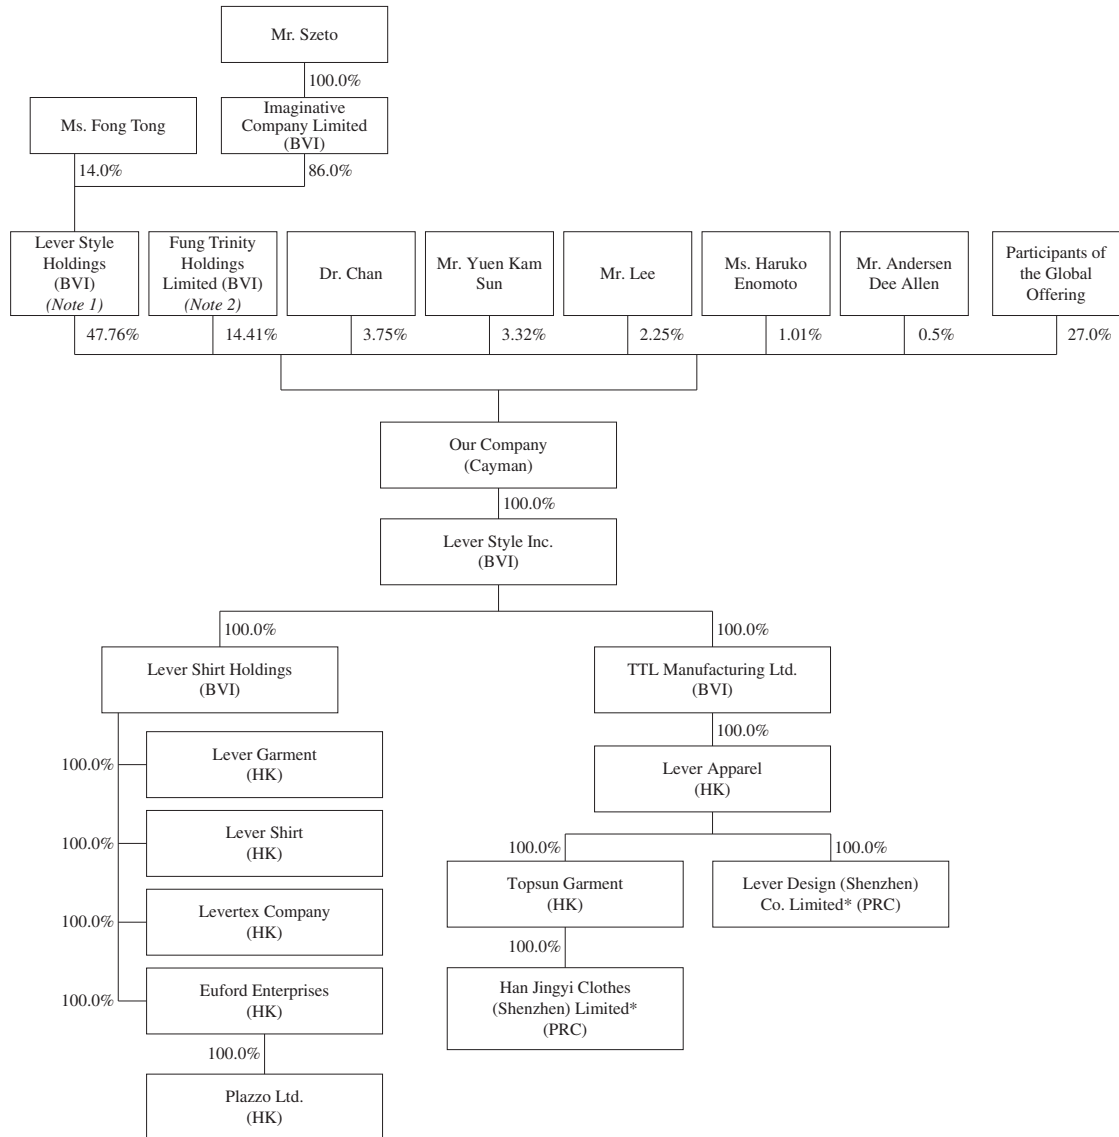 Mr. Szeto
100.0%
Ms. Fong Tong
Imaginative
Company Limited
(BVI)
14.0%
86.0%
Lever Style
Holdings
(BVI)
(Note 1)
Fung Trinity
Holdings
Limited (BVI)
(Note 2)
Dr. Chan
Mr. Yuen Kam
Sun
Mr. Lee
Ms. Haruko
Enomoto
Mr. Andersen
Dee Allen
Participants of
the Global
Offering
47.76%
14.41%
3.75%
3.32%
2.25%
1.01%
0.5%
27.0%
Our Company
(Cayman)
100.0%
Lever Style Inc.
(BVI)
100.0%
100.0%
Lever Shirt Holdings
(BVI)
TTL Manufacturing Ltd.
(BVI)
100.0%
100.0%
Lever Garment
(HK)
Lever Apparel
(HK)
100.0%
Lever Shirt
(HK)
100.0%
100.0%
Topsun Garment
(HK)
Lever Design (Shenzhen)
Co. Limited* (PRC)
100.0%
Levertex Company
(HK)
100.0%
100.0%
Euford Enterprises
(HK)
Han Jingyi Clothes
(Shenzhen) Limited*
(PRC)
100.0%
Plazzo Ltd.
(HK)